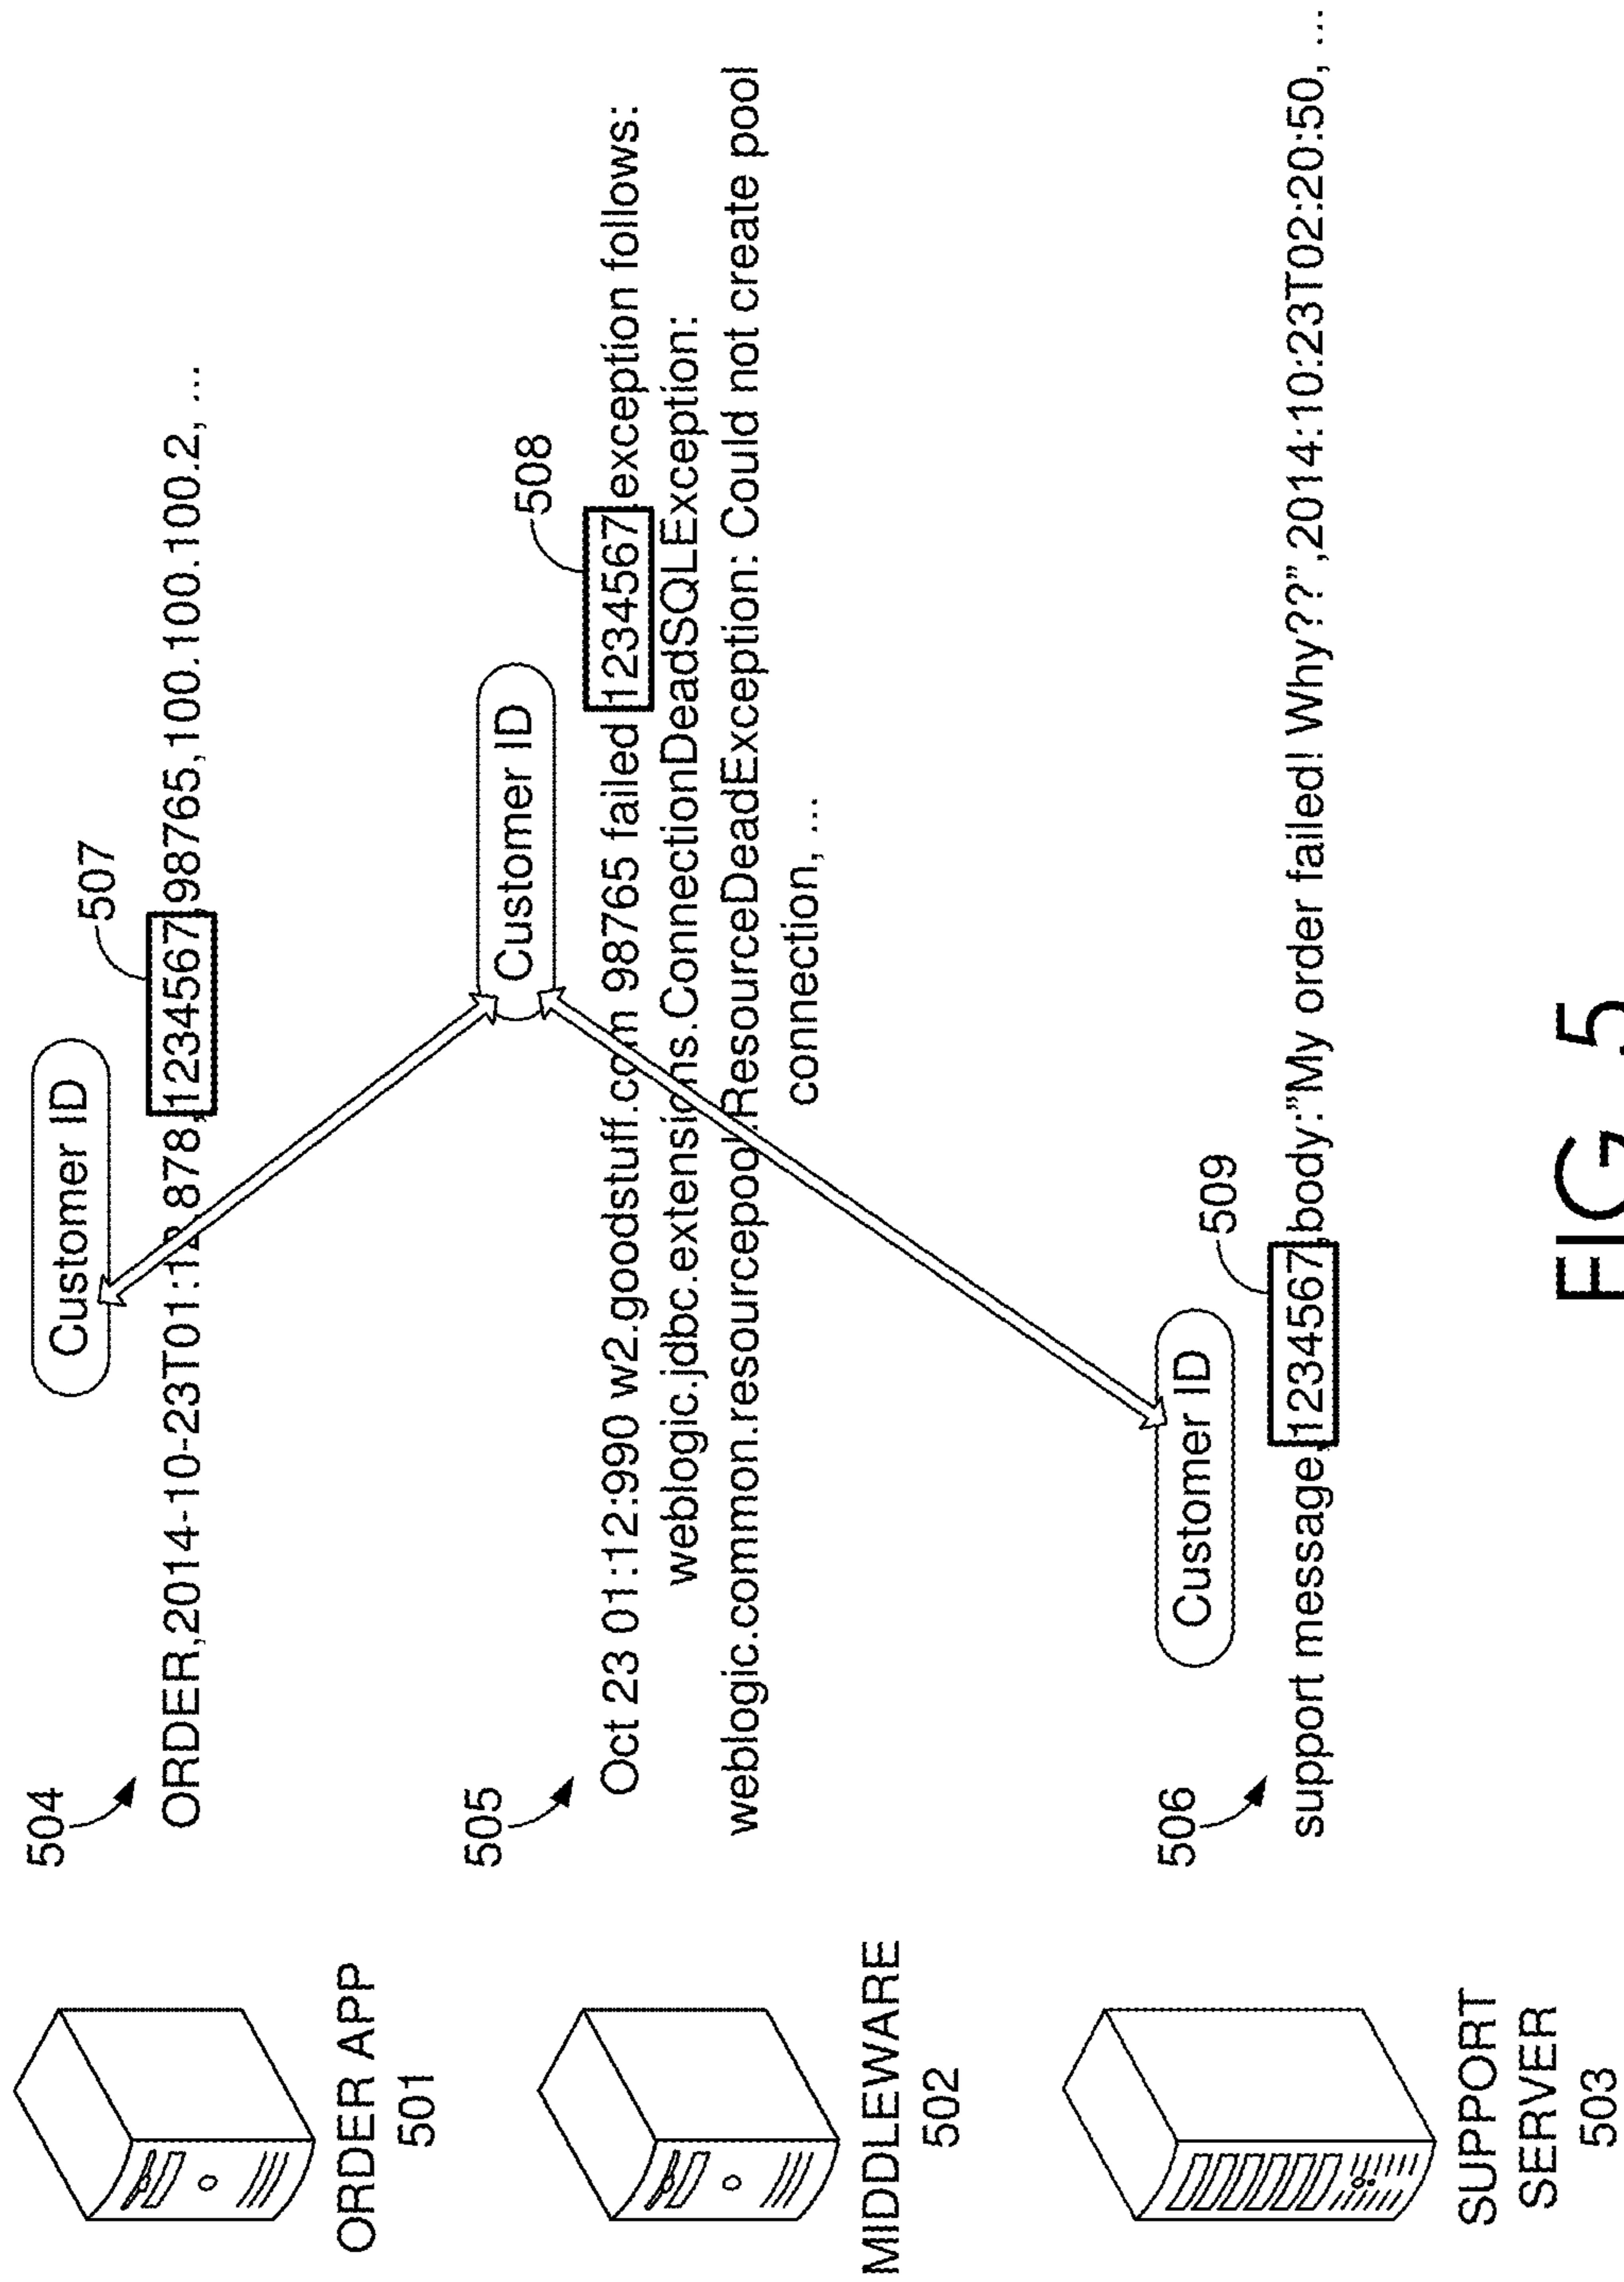 504
Customer ID
507
ORDER,2014-10-23T01:12.878,1234567,98765,100.100.100.2, ...
ORDER APP
501
505
Customer ID
508
Oct 23 01:12:990 w2.goodstuff.com 98765 failed 1234567 exception follows:
weblogic.jdbc.extensions.ConnectionDeadSQLException:
weblogic.common.resourcepool.ResourceDeadException: Could not create pool
connection, ...
MIDDLEWARE
502
506
Customer ID
509
support message,1234567,body:"My order failed! Why??",2014:10:23T02:20:50, ...
SUPPORT
SERVER
503
FIG. 5